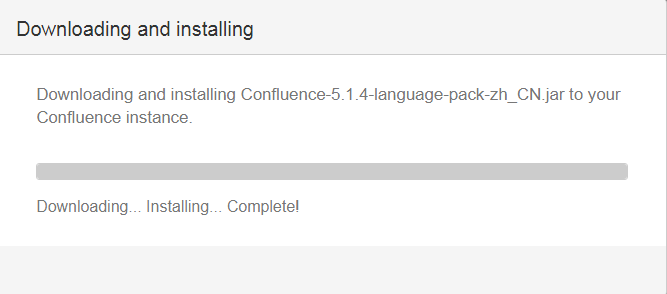 Downloading and installing
Downloading and installing Confluence-5.1.4-language-pack-zh_CN.jar to your
Confluence instance.
Downloading... Installing... Complete!